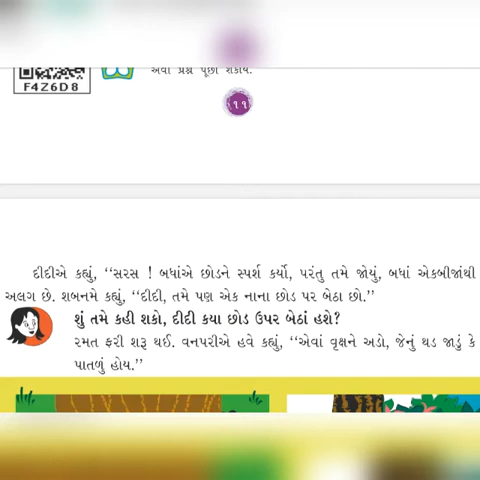 એવા પ્રશ્ન પૂછી શકાય.
F4Z6D8
૧૧
દીદીએ કહ્યું, ‘‘સરસ ! બધાંએ છોડને સ્પર્શ કર્યો, પરંતુ તમે જોયું, બધાં એકબીજાંથી
અલગ છે. શબનમે કહ્યું, ‘‘દીદી, તમે પણ એક નાના છોડ પર બેઠા છો.’’
શું તમે કહી શકો, દીદી કયા છોડ ઉપર બેઠાં હશે?
રમત ફરી શરૂ થઈ. વનપરીએ હવે કહ્યું, ‘‘એવાં વૃક્ષને અડો, જેનું થડ જાડું કે
પાતળું હોય.’’